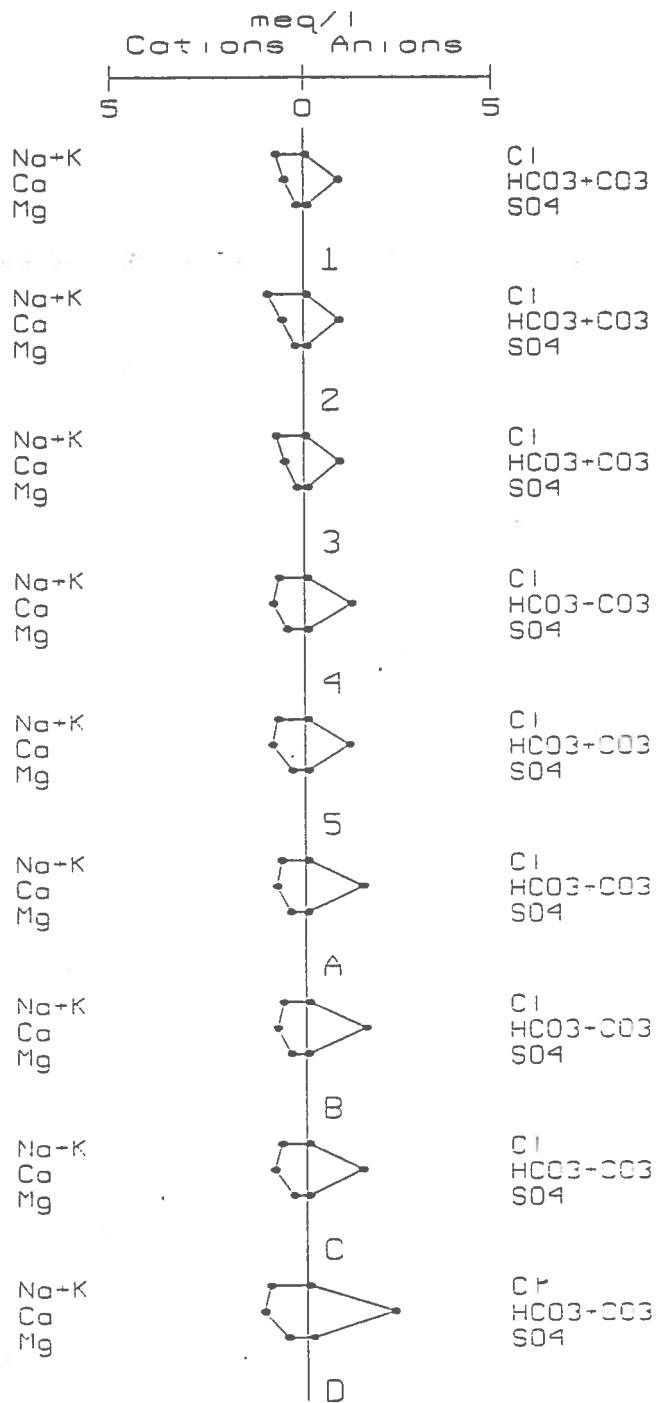 meq/l
Cations Anions
5 0 5
Na+K Cl
Ca HCO3+CO3
Mg SO4
1
Na+K Cl
Ca HCO3+CO3
Mg SO4
2
Na+K Cl
Ca HCO3+CO3
Mg SO4
3
Na+K Cl
Ca HCO3-CO3
Mg SO4
4
Na+K Cl
Ca HCO3+CO3
Mg SO4
5
Na+K Cl
Ca HCO3-CO3
Mg SO4
A
Na+K Cl
Ca HCO3-CO3
Mg SO4
B
Na+K Cl
Ca HCO3-CO3
Mg SO4
C
Na+K Cl
Ca HCO3+CO3
Mg SO4
D